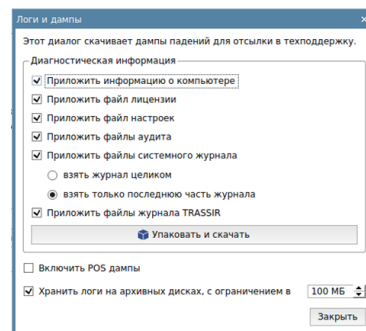 Логи и дампы
Этот диалог скачивает дампы падений для отсылки в техподдержку.
Диагностическая информация
Приложить информацию о компьютере
Приложить файл лицензии
Приложить файл настроек
Приложить файлы аудита
Приложить файлы системного журнала
взять журнал целиком
взять только последнюю часть журнала
Приложить файлы журнала TRASSIR
Упаковать и скачать
Включить POS дампы
Хранить логи на архивных дисках, с ограничением в 100 МБ
Закрыть